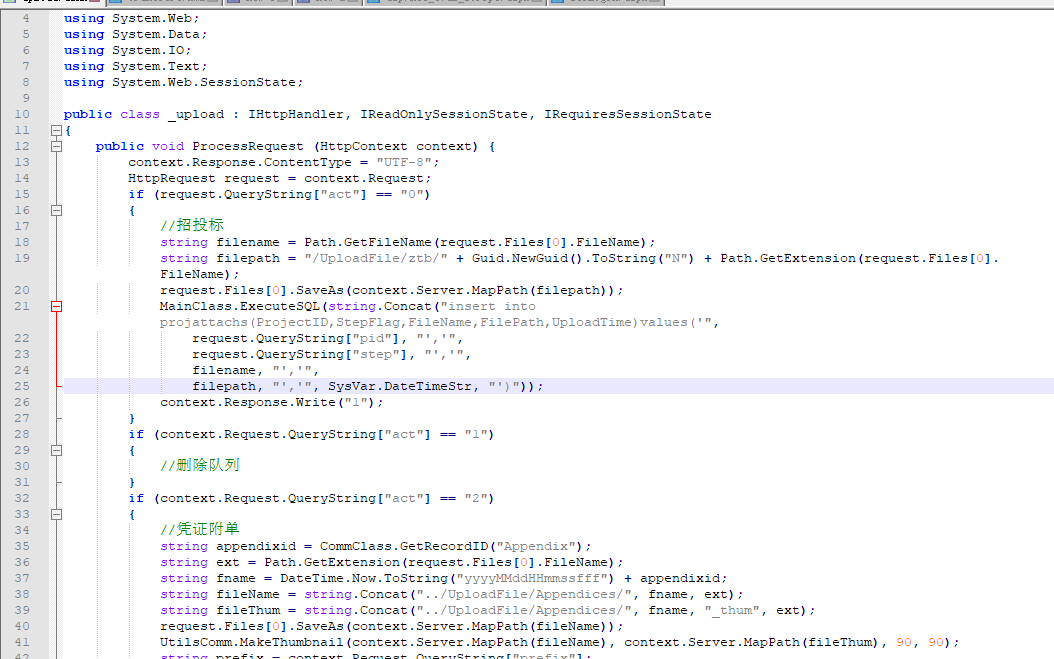 4 using System.Web;
5 using System.Data;
6 using System.IO;
7 using System.Text;
8 using System.Web.SessionState;
9
10 public class _upload : IHttpHandler, IReadOnlySessionState, IRequiresSessionState
11 {
12 public void ProcessRequest (HttpContext context) {
13 context.Response.ContentType = "UTF-8";
14 HttpRequest request = context.Request;
15 if (request.QueryString["act"] == "0")
16 {
17 //招投标
18 string filename = Path.GetFileName(request.Files[0].FileName);
19 string filepath = "/UploadFile/ztb/" + Guid.NewGuid().ToString("N") + Path.GetExtension(request.Files[0].
FileName);
20 request.Files[0].SaveAs(context.Server.MapPath(filepath));
21 MainClass.ExecuteSQL(string.Concat("insert into
projattachs(ProjectID,StepFlag,FileName,FilePath,UploadTime)values('",
22 request.QueryString["pid"], "','",
23 request.QueryString["step"], "','",
24 filename, "','",
25 filepath, "','", SysVar.DateTimeStr, "')"));
26 context.Response.Write("1");
27 }
28 if (context.Request.QueryString["act"] == "1")
29 {
30 //删除队列
31 }
32 if (context.Request.QueryString["act"] == "2")
33 {
34 //凭证附单
35 string appendixid = CommClass.GetRecordID("Appendix");
36 string ext = Path.GetExtension(request.Files[0].FileName);
37 string fname = DateTime.Now.ToString("yyyyMMddHHmmssfff") + appendixid;
38 string fileName = string.Concat("../UploadFile/Appendices/", fname, ext);
39 string fileThum = string.Concat("../UploadFile/Appendices/", fname, "_thum", ext);
40 request.Files[0].SaveAs(context.Server.MapPath(fileName));
41 UtilsComm.MakeThumbnail(context.Server.MapPath(fileName), context.Server.MapPath(fileThum), 90, 90);
42 string prefix = context.Request.QueryString["prefix"];